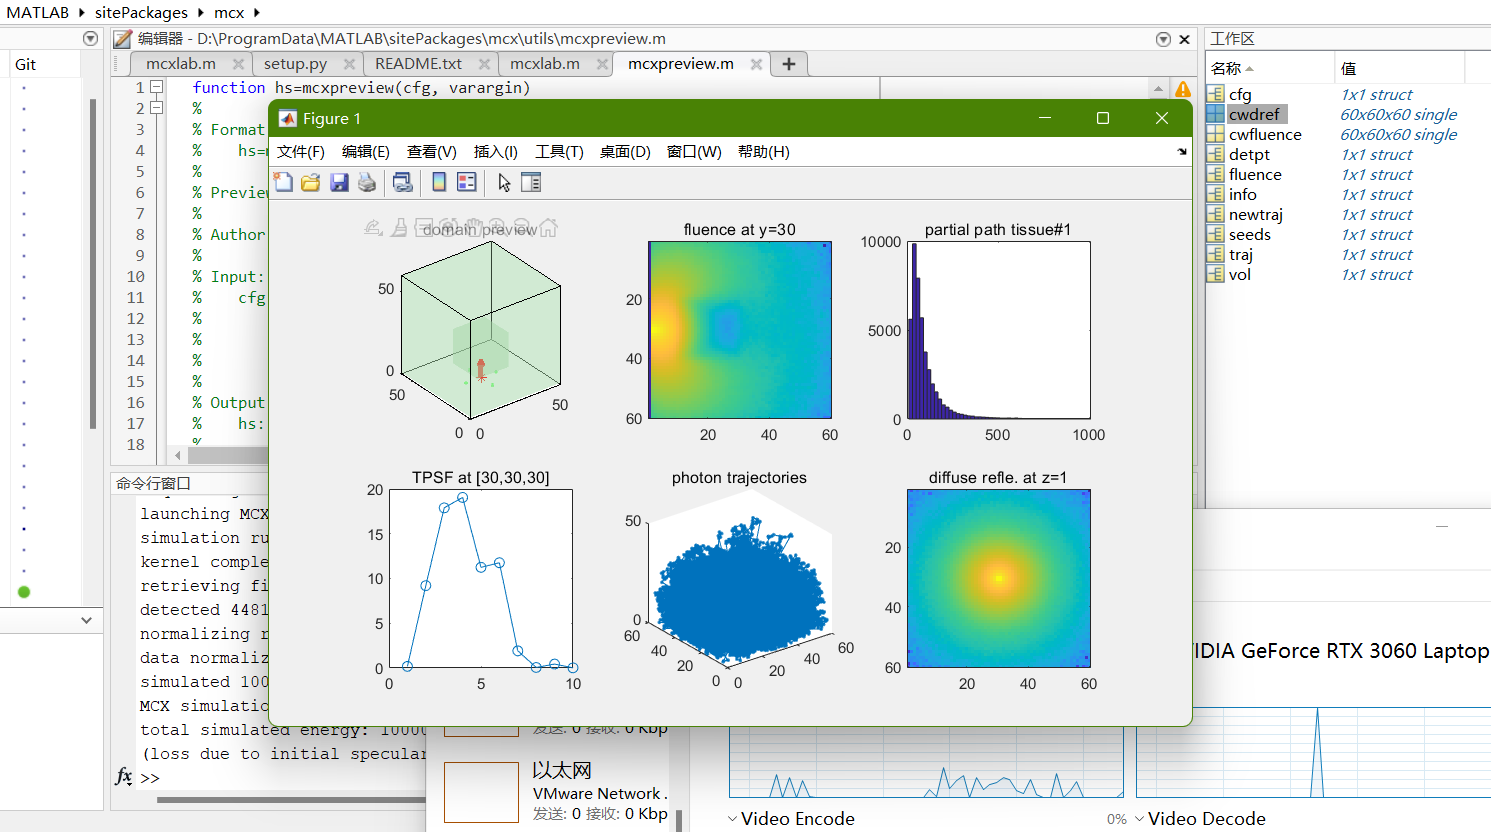 MATLAB ▸ sitePackages ▸ mcx ▸
Git
编辑器 - D:\ProgramData\MATLAB\sitePackages\mcx\utils\mcxpreview.m
mcxlab.m
setup.py
README.txt
mcxlab.m
mcxpreview.m
1 function hs=mcxpreview(cfg, varargin)
2 %
3 % Format
4 % hs=m
5 %
6 % Preview
7 %
8 % Author
9 %
10 % Input:
11 % cfg
12 %
13 %
14 %
15 %
16 % Output
17 % hs:
18 %
工作区
名称 值
cfg 1x1 struct
cwdref 60x60x60 single
cwfluence 60x60x60 single
detpt 1x1 struct
fluence 1x1 struct
info 1x1 struct
newtraj 1x1 struct
seeds 1x1 struct
traj 1x1 struct
vol 1x1 struct
Figure 1
文件(F) 编辑(E) 查看(V) 插入(I) 工具(T) 桌面(D) 窗口(W) 帮助(H)
domain preview
50
0
50
0 0
50
fluence at y=30
20
40
60
20 40 60
partial path tissue#1
10000
5000
0
0 500 1000
TPSF at [30,30,30]
20
15
10
5
0
0 5 10
photon trajectories
50
0
60
40
20
0 0
20
40
60
diffuse refle. at z=1
20
40
60
20 40 60
命令行窗口
launching MCX
simulation ru
kernel comple
retrieving fi
detected 4481
normalizing r
data normaliz
simulated 100
MCX simulatio
total simulated energy: 10000
(loss due to initial specular
fx >>
发送: 0 接收: 0 Kbp
以太网
VMware Network .
发送: 0 接收: 0 Kbp
IDIA GeForce RTX 3060 Laptop
Video Encode 0%
Video Decode